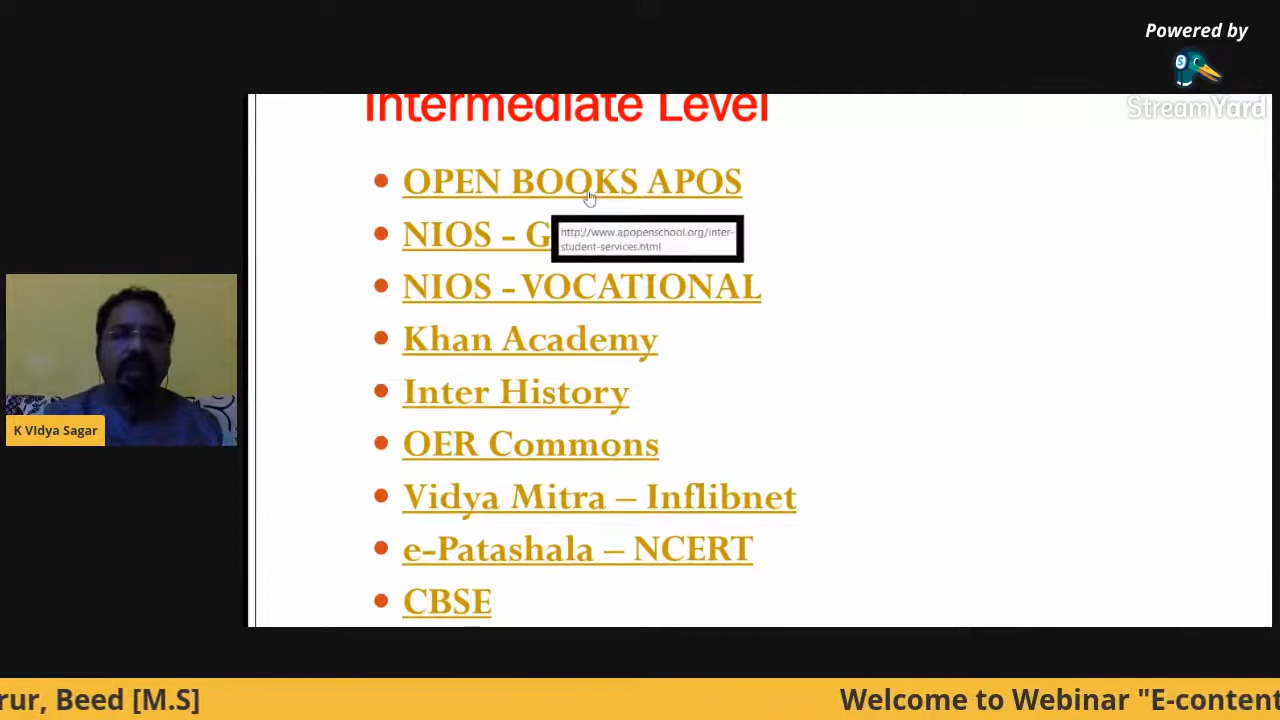 Powered by
StreamYard
Intermediate Level
OPEN BOOKS APOS
NIOS - G
http://www.apopenschool.org/inter-
student-services.html
NIOS - VOCATIONAL
Khan Academy
Inter History
OER Commons
Vidya Mitra – Inflibnet
e-Patashala – NCERT
CBSE
K VIdya Sagar
rur, Beed [M.S]
Welcome to Webinar "E-content